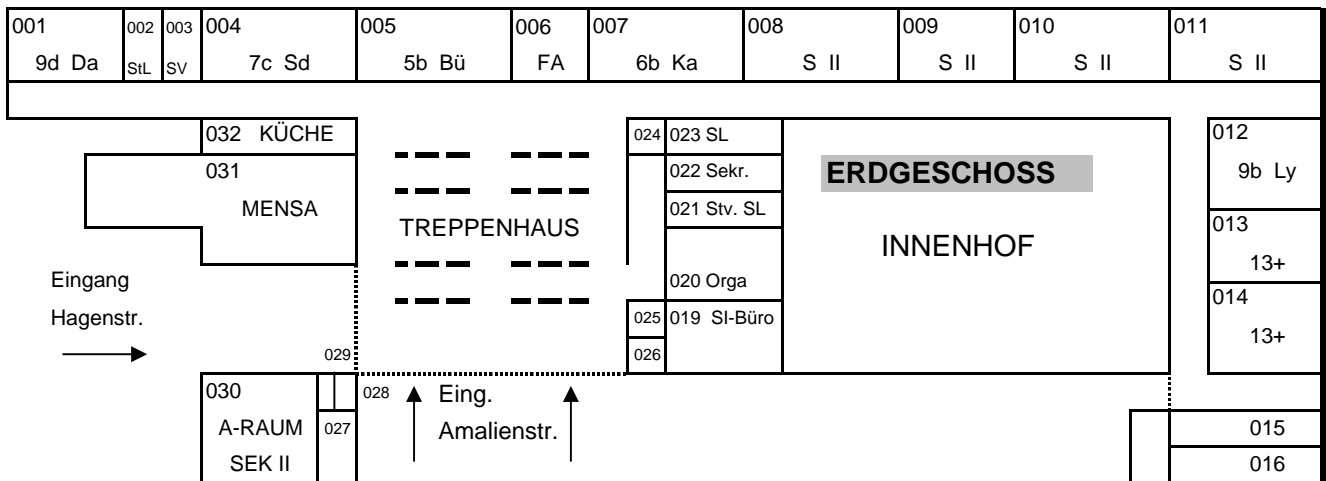 001 002 003 004 005 006 007 008 009 010 011
9d Da StL SV 7c Sd 5b Bü FA 6b Ka S II S II S II S II
032 KÜCHE 024 023 SL 012
031 022 Sekr. ERDGESCHOSS 9b Ly
MENSA 021 Stv. SL
TREPPENHAUS 013
INNENHOF
13+
Eingang 020 Orga
014
Hagenstr. 025 019 SI-Büro
13+
029 026
030 028 Eing.
A-RAUM 027 Amalienstr. 015
SEK II 016